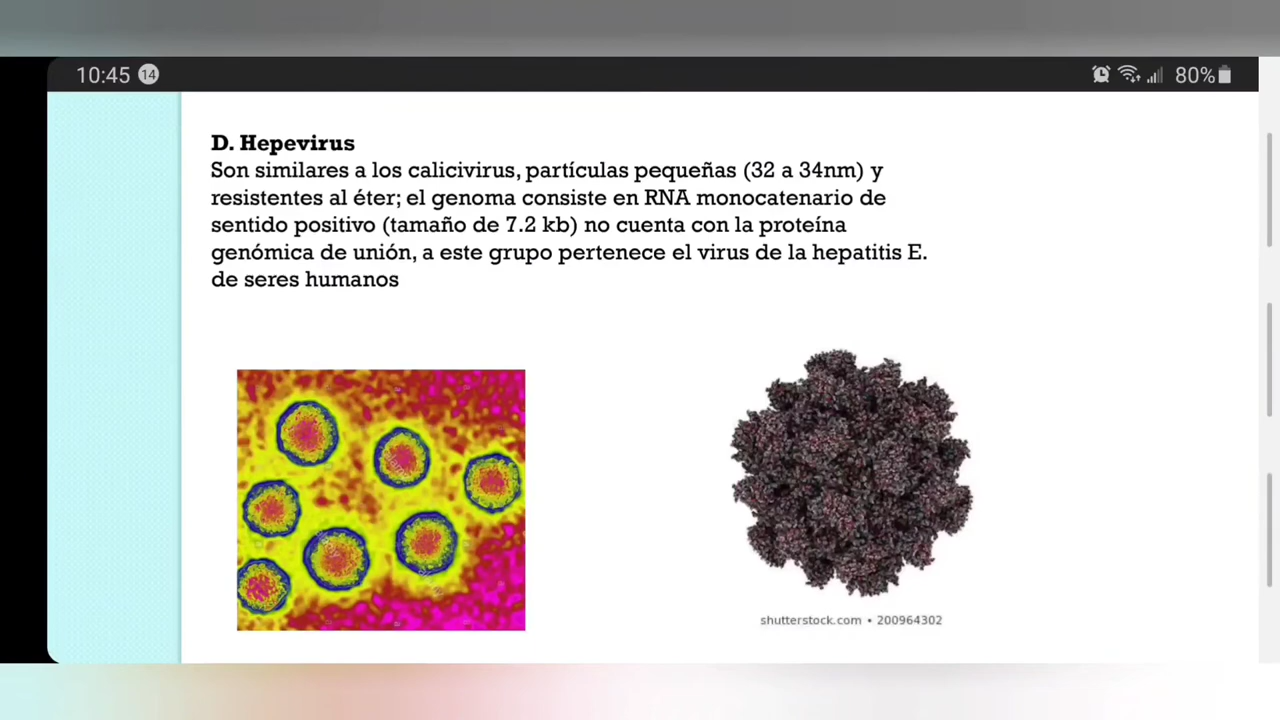 10:45 14
80%
D. Hepevirus
Son similares a los calicivirus, partículas pequeñas (32 a 34nm) y
resistentes al éter; el genoma consiste en RNA monocatenario de
sentido positivo (tamaño de 7.2 kb) no cuenta con la proteína
genómica de unión, a este grupo pertenece el virus de la hepatitis E.
de seres humanos
shutterstock.com • 200964302